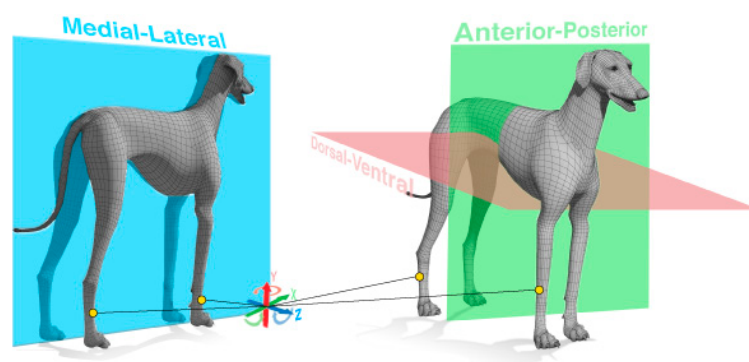 Medial-Lateral
Anterior-Posterior
Dorsal-Ventral
Y
X
Z